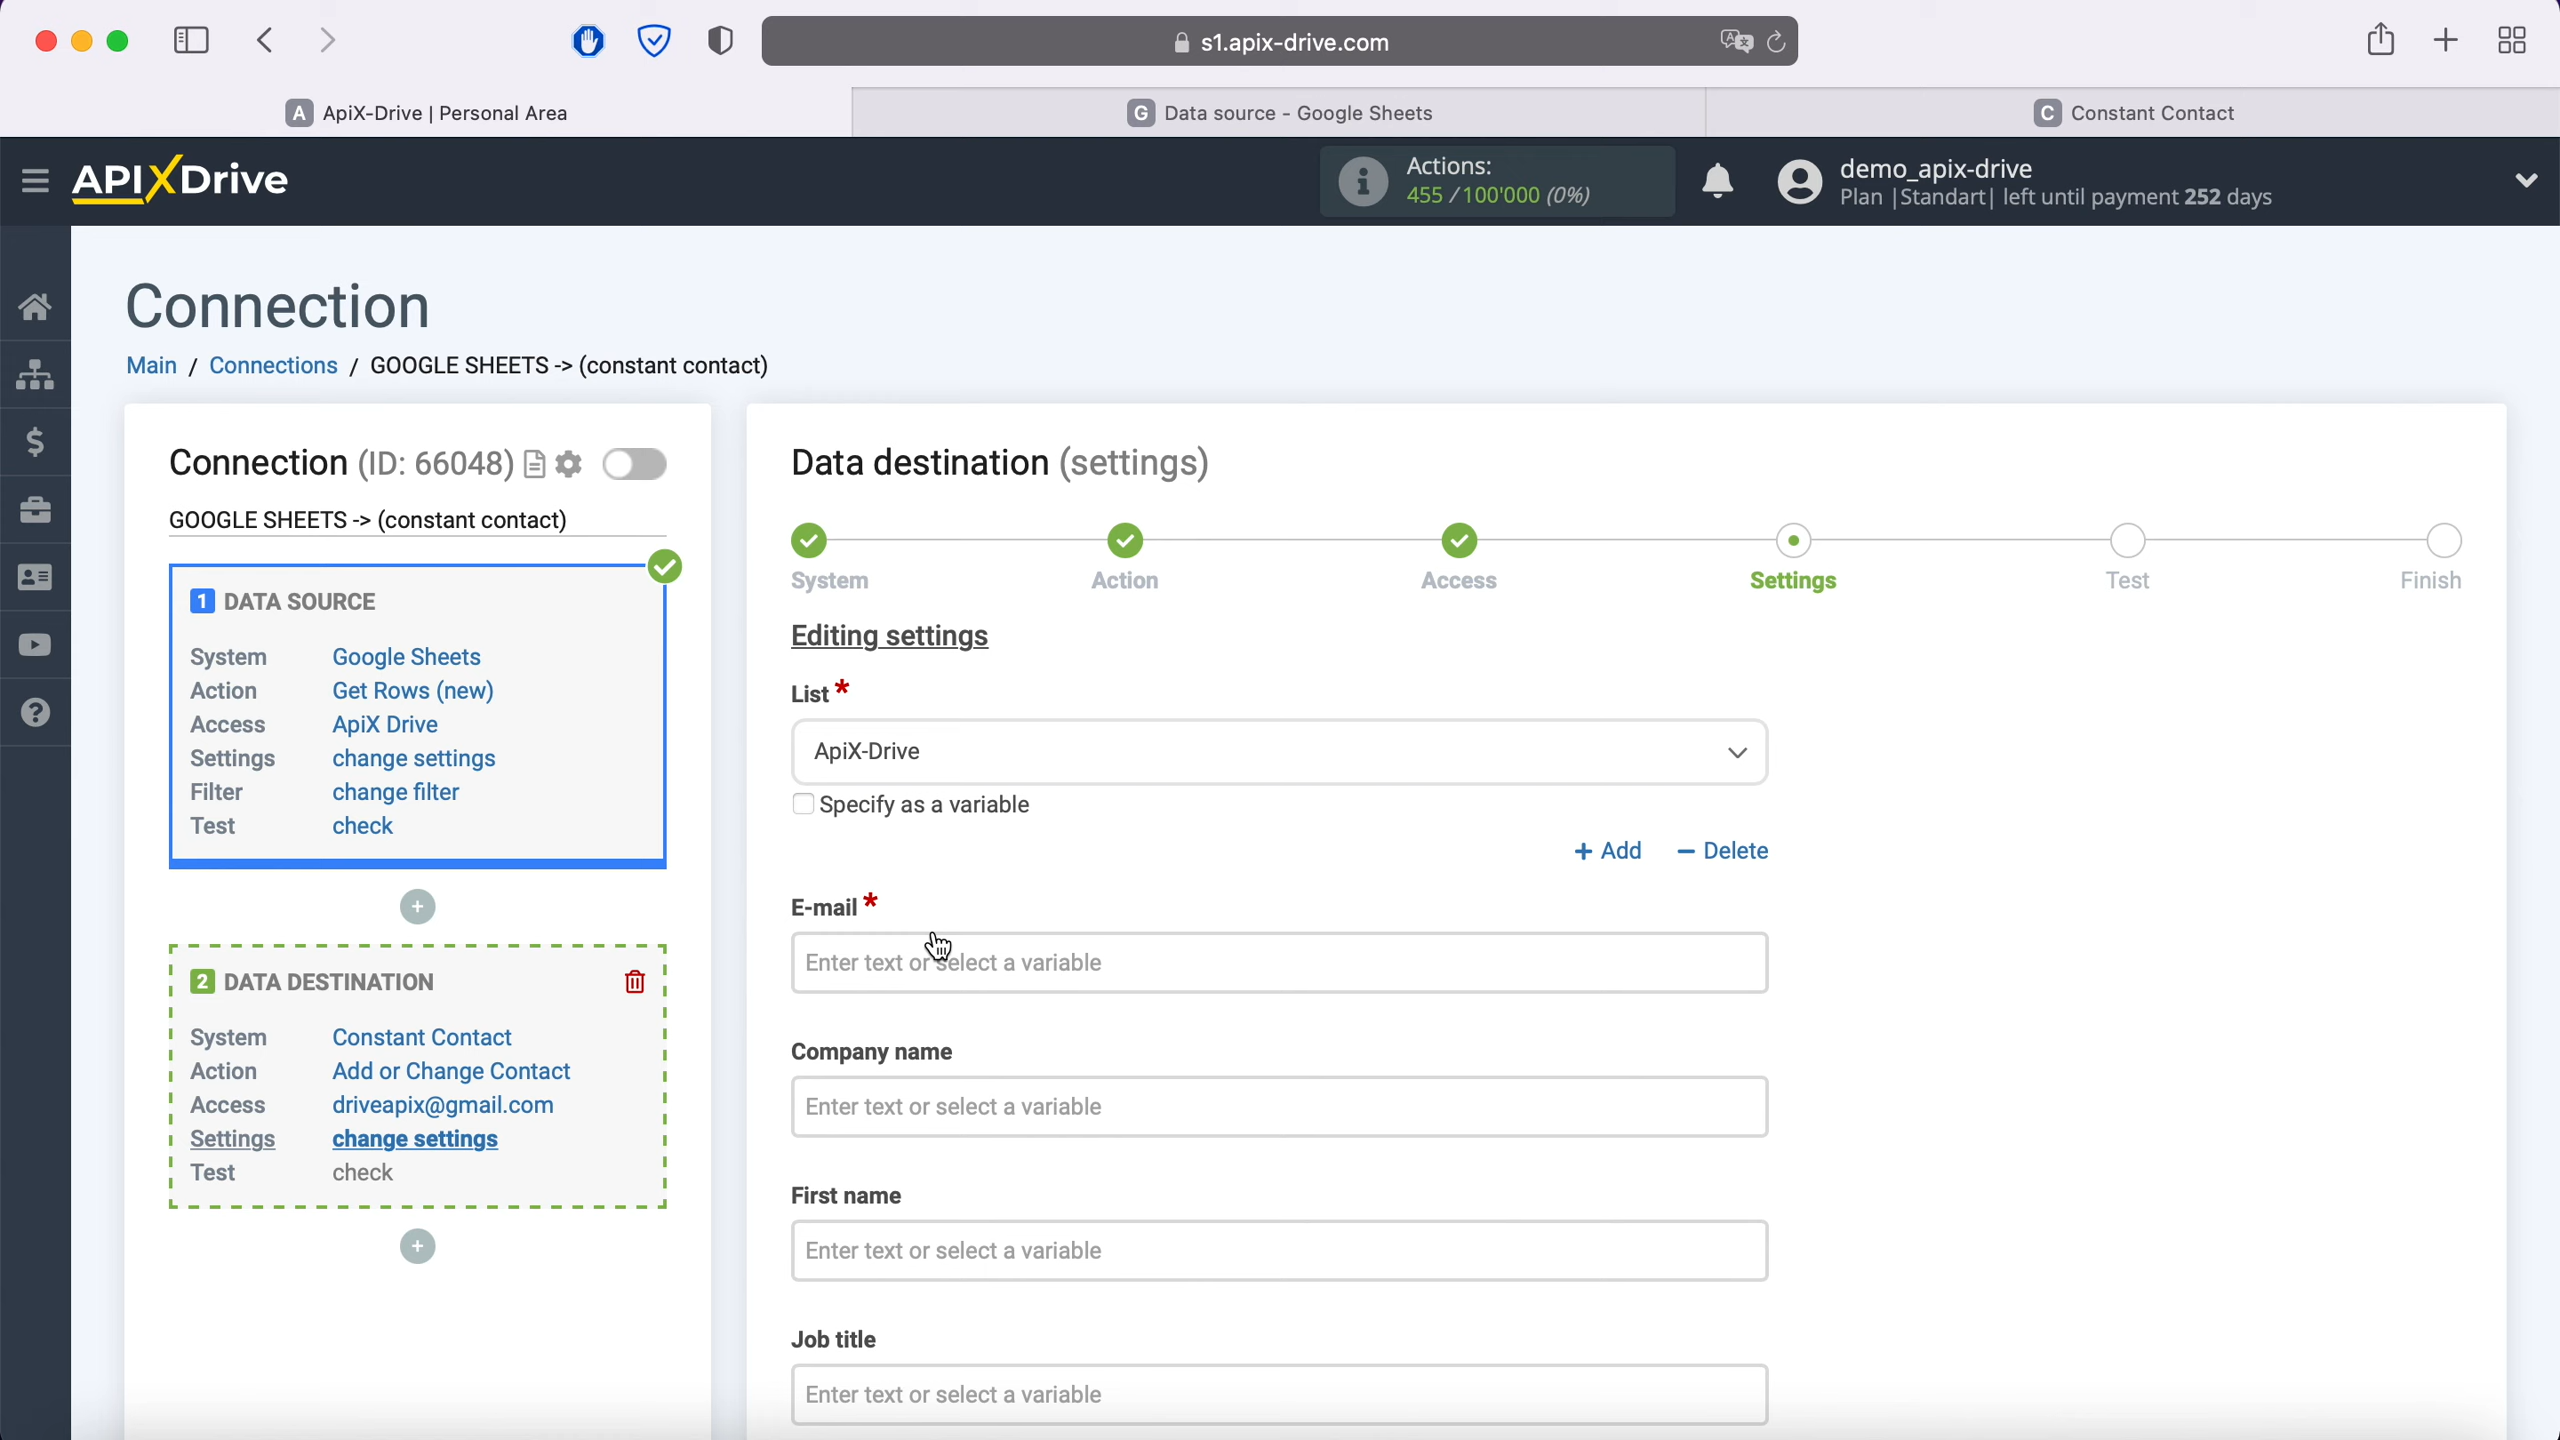 s1.apix-drive.com
A ApiX-Drive | Personal Area
G Data source - Google Sheets
C Constant Contact
APIXDrive
Actions:
455 / 100'000 (0%)
demo_apix-drive
Plan |Standart| left until payment 252 days
Connection
Main / Connections / GOOGLE SHEETS -> (constant contact)
Connection (ID: 66048)
GOOGLE SHEETS -> (constant contact)
1 DATA SOURCE
System Google Sheets
Action Get Rows (new)
Access ApiX Drive
Settings change settings
Filter change filter
Test check
2 DATA DESTINATION
System Constant Contact
Action Add or Change Contact
Access driveapix@gmail.com
Settings change settings
Test check
Data destination (settings)
System
Action
Access
Settings
Test
Finish
Editing settings
List *
ApiX-Drive
Specify as a variable
+ Add
− Delete
E-mail *
Enter text or select a variable
Company name
Enter text or select a variable
First name
Enter text or select a variable
Job title
Enter text or select a variable